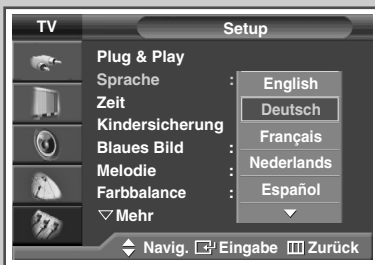 TV Setup
Plug & Play
Sprache : English
Zeit Deutsch
Kindersicherung Français
Blaues Bild : Nederlands
Melodie : Español
Farbbalance :
▽ Mehr ▼
Navig. Eingabe Zurück